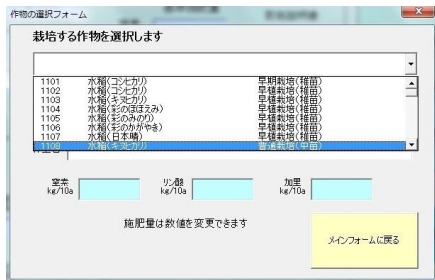 作物の選択フォーム
栽培する作物を選択します
1101 水稲(コシヒカリ) 早期栽培(稚苗)
1102 水稲(コシヒカリ) 早植栽培(稚苗)
1103 水稲(キヌヒカリ) 早植栽培(稚苗)
1104 水稲(彩のほほえみ) 早植栽培(稚苗)
1105 水稲(彩のみのり) 早植栽培(稚苗)
1106 水稲(彩のかがやき) 早植栽培(稚苗)
1107 水稲(日本晴) 早植栽培(稚苗)
1108 水稲(キヌヒカリ) 普通栽培(中苗)
窒素 kg/10a リン酸 kg/10a 加里 kg/10a
施肥量は数値を変更できます
メインフォームに戻る